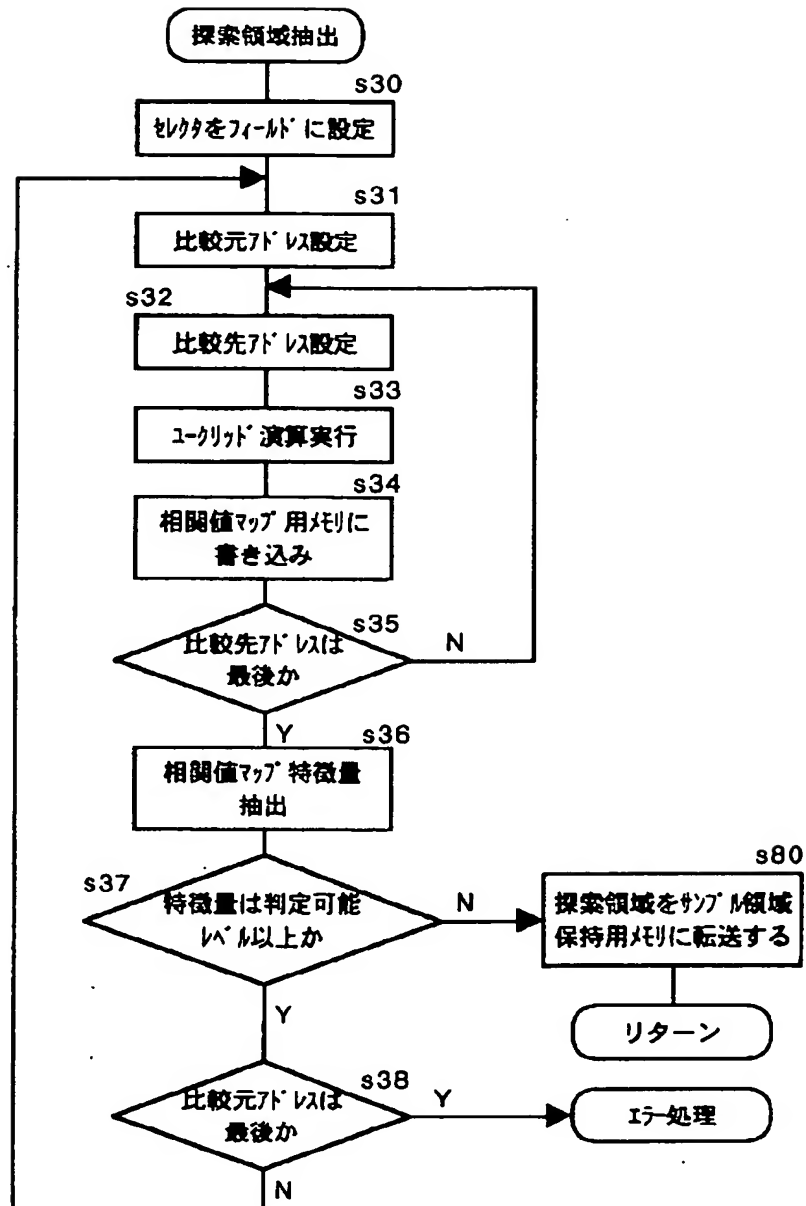 探索領域抽出
s30
ｾﾚｸﾀをﾌｨｰﾙﾄﾞに設定
s31
比較元ｱﾄﾞﾚｽ設定
s32
比較先ｱﾄﾞﾚｽ設定
s33
ﾕｰｸﾘｯﾄﾞ演算実行
s34
相関値ﾏｯﾌﾟ用ﾒﾓﾘに
書き込み
s35
比較先ｱﾄﾞﾚｽは
最後か
N
Y
s36
相関値ﾏｯﾌﾟ特徴量
抽出
s37
特徴量は判定可能
ﾚﾍﾞﾙ以上か
N
s80
探索領域をｻﾝﾌﾟﾙ領域
保持用ﾒﾓﾘに転送する
リターン
Y
s38
比較元ｱﾄﾞﾚｽは
最後か
Y
ｴﾗｰ処理
N